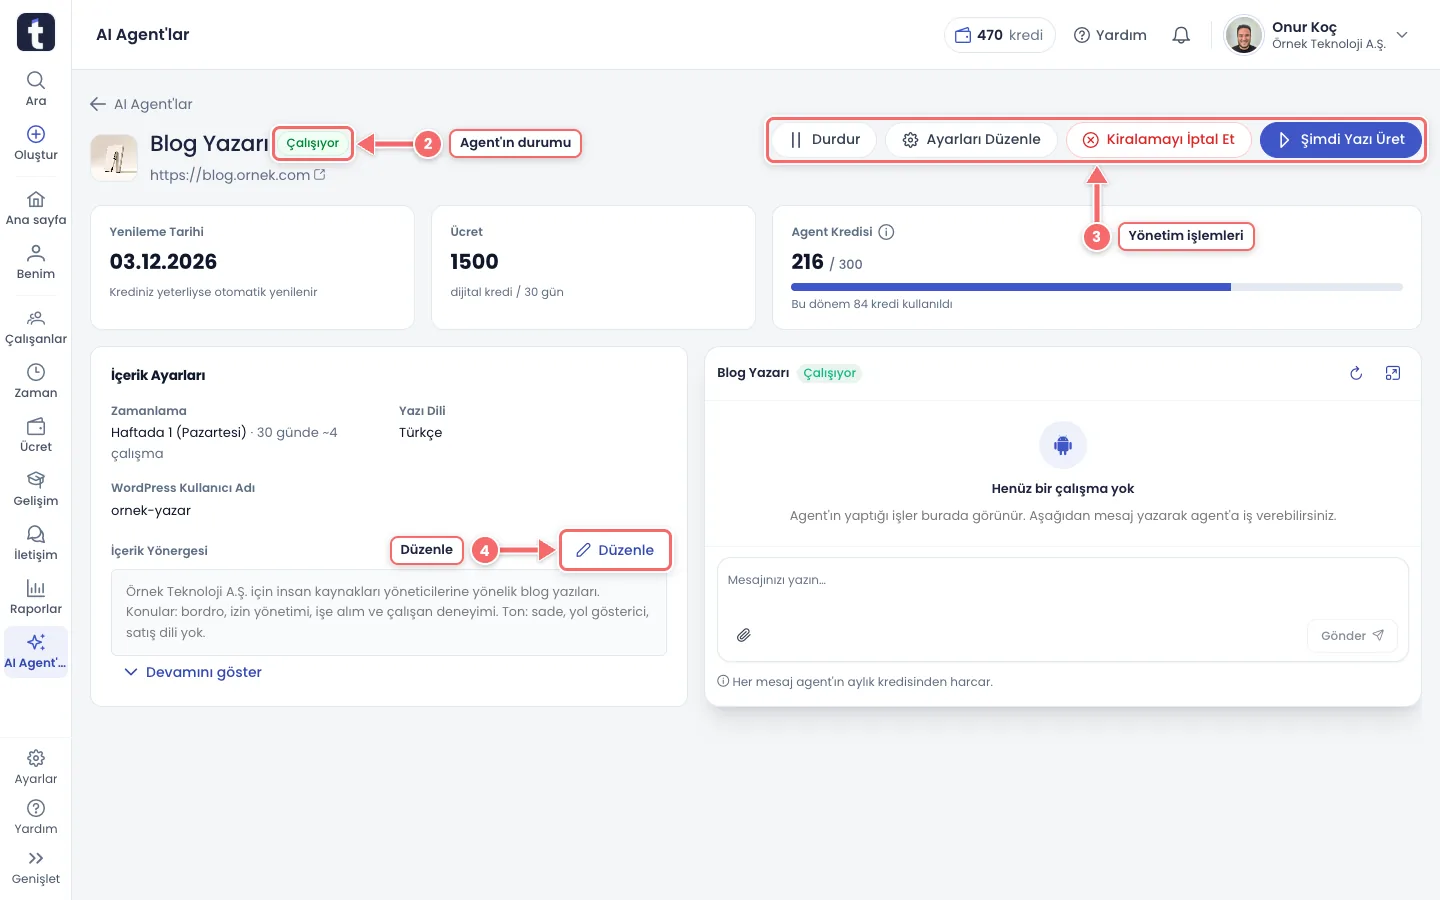 AI Agent'lar
470 kredi
Yardım
Onur Koç
Örnek Teknoloji A.Ş.
t
Ara
Oluştur
Ana sayfa
Benim
Çalışanlar
Zaman
Ücret
Gelişim
İletişim
Raporlar
AI Agent'...
Ayarlar
Yardım
Genişlet
AI Agent'lar
Blog Yazarı
Çalışıyor
2
Agent'ın durumu
https://blog.ornek.com
Durdur
Ayarları Düzenle
Kiralamayı İptal Et
Şimdi Yazı Üret
3
Yönetim işlemleri
Yenileme Tarihi
03.12.2026
Krediniz yeterliyse otomatik yenilenir
Ücret
1500
dijital kredi / 30 gün
Agent Kredisi
216 / 300
Bu dönem 84 kredi kullanıldı
İçerik Ayarları
Zamanlama
Haftada 1 (Pazartesi) · 30 günde ~4
çalışma
Yazı Dili
Türkçe
WordPress Kullanıcı Adı
ornek-yazar
İçerik Yönergesi
Düzenle
4
Düzenle
Örnek Teknoloji A.Ş. için insan kaynakları yöneticilerine yönelik blog yazıları.
Konular: bordro, izin yönetimi, işe alım ve çalışan deneyimi. Ton: sade, yol gösterici,
satış dili yok.
Devamını göster
Blog Yazarı
Çalışıyor
Henüz bir çalışma yok
Agent'ın yaptığı işler burada görünür. Aşağıdan mesaj yazarak agent'a iş verebilirsiniz.
Mesajınızı yazın...
Gönder
Her mesaj agent'ın aylık kredisinden harcar.